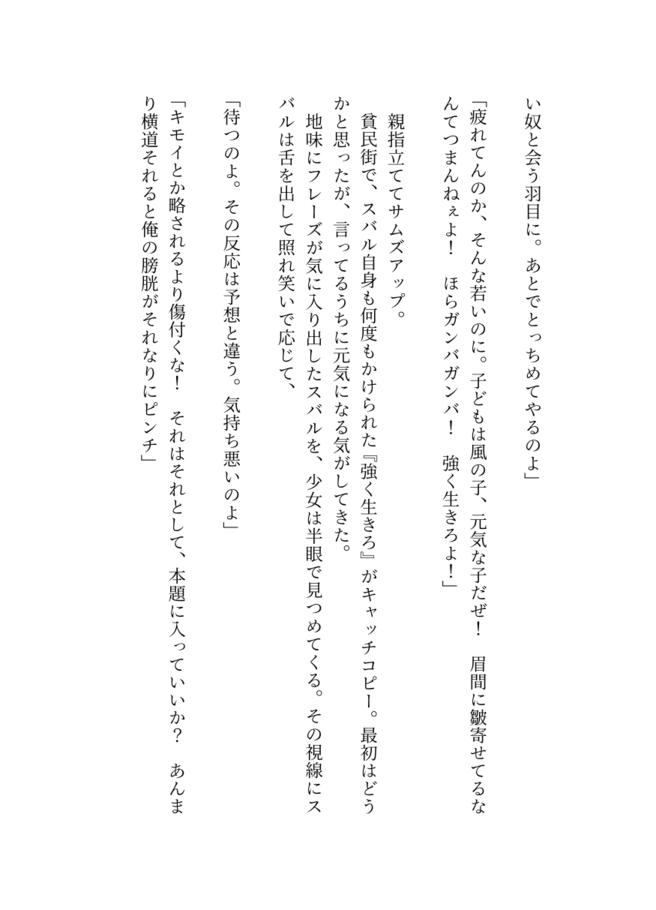 い奴と会う羽目に。あとでとっちめてやるのよ」
「疲れてんのか、そんな若いのに。子どもは風の子、元気な子だぜ！　眉間に皺寄せてるな
んてつまんねぇよ！　ほらガンバガンバ！　強く生きろよ！」
　親指立ててサムズアップ。
　貧民街で、スバル自身も何度もかけられた『強く生きろ』がキャッチコピー。最初はどう
かと思ったが、言ってるうちに元気になる気がしてきた。
　地味にフレーズが気に入り出したスバルを、少女は半眼で見つめてくる。その視線にス
バルは舌を出して照れ笑いで応じて、
「待つのよ。その反応は予想と違う。気持ち悪いのよ」
「キモイとか略されるより傷付くな！　それはそれとして、本題に入っていいか？　あんま
り横道それると俺の膀胱がそれなりにピンチ」